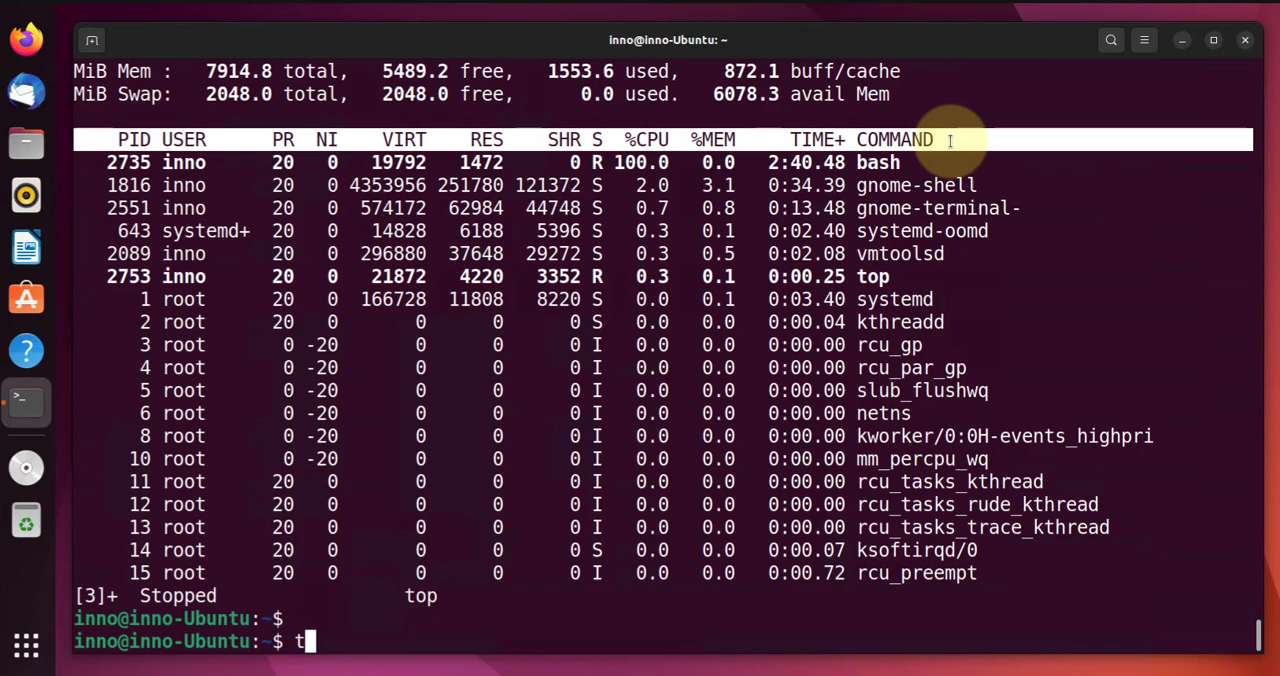 inno@inno-Ubuntu: ~
MiB Mem :   7914.8 total,   5489.2 free,   1553.6 used,    872.1 buff/cache
MiB Swap:   2048.0 total,   2048.0 free,      0.0 used.   6078.3 avail Mem
PID USER      PR  NI    VIRT    RES    SHR S  %CPU  %MEM     TIME+ COMMAND
2735 inno      20   0   19792   1472      0 R 100.0   0.0   2:40.48 bash
1816 inno      20   0 4353956 251780 121372 S   2.0   3.1   0:34.39 gnome-shell
2551 inno      20   0  574172  62984  44748 S   0.7   0.8   0:13.48 gnome-terminal-
643 systemd+  20   0   14828   6188   5396 S   0.3   0.1   0:02.40 systemd-oomd
2089 inno      20   0  296880  37648  29272 S   0.3   0.5   0:02.08 vmtoolsd
2753 inno      20   0   21872   4220   3352 R   0.3   0.1   0:00.25 top
1 root      20   0  166728  11808   8220 S   0.0   0.1   0:03.40 systemd
2 root      20   0       0      0      0 S   0.0   0.0   0:00.04 kthreadd
3 root       0 -20       0      0      0 I   0.0   0.0   0:00.00 rcu_gp
4 root       0 -20       0      0      0 I   0.0   0.0   0:00.00 rcu_par_gp
5 root       0 -20       0      0      0 I   0.0   0.0   0:00.00 slub_flushwq
6 root       0 -20       0      0      0 I   0.0   0.0   0:00.00 netns
8 root       0 -20       0      0      0 I   0.0   0.0   0:00.00 kworker/0:0H-events_highpri
10 root       0 -20       0      0      0 I   0.0   0.0   0:00.00 mm_percpu_wq
11 root      20   0       0      0      0 I   0.0   0.0   0:00.00 rcu_tasks_kthread
12 root      20   0       0      0      0 I   0.0   0.0   0:00.00 rcu_tasks_rude_kthread
13 root      20   0       0      0      0 I   0.0   0.0   0:00.00 rcu_tasks_trace_kthread
14 root      20   0       0      0      0 S   0.0   0.0   0:00.07 ksoftirqd/0
15 root      20   0       0      0      0 I   0.0   0.0   0:00.72 rcu_preempt
[3]+  Stopped                 top
inno@inno-Ubuntu:~$
inno@inno-Ubuntu:~$ t